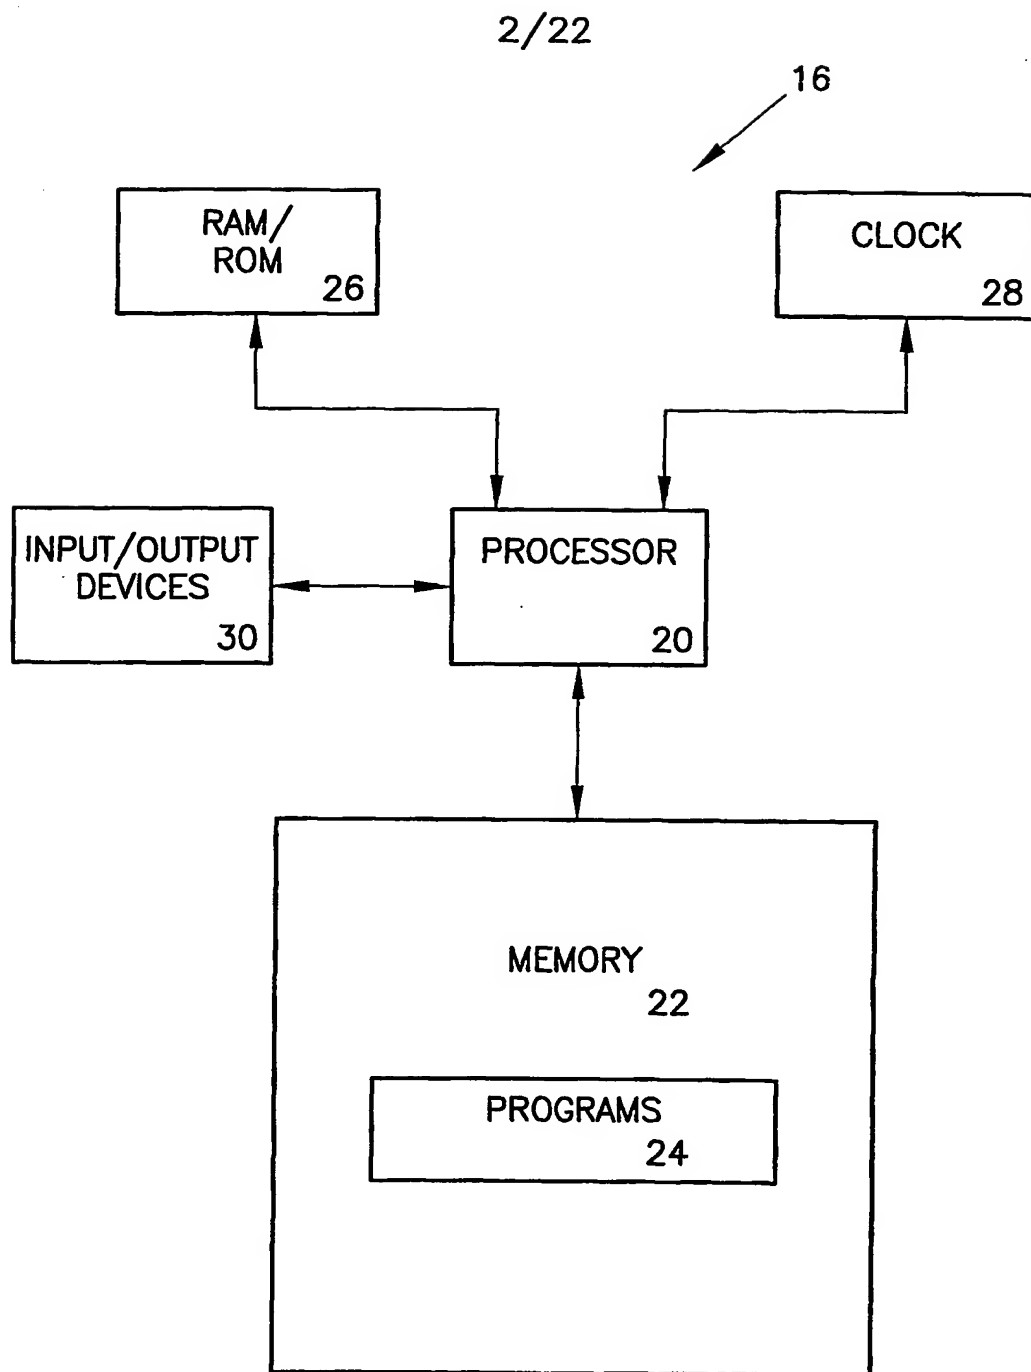 2/22
16
RAM/
ROM
26
CLOCK
28
INPUT/OUTPUT
DEVICES
30
PROCESSOR
20
MEMORY
22
PROGRAMS
24